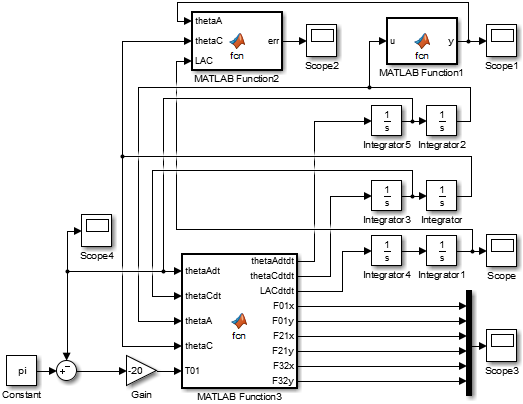 thetaA
thetaC
LAC
err
fcn
MATLAB Function2
Scope2
u
y
fcn
MATLAB Function1
Scope1
1
s
Integrator5
1
s
Integrator2
1
s
Integrator3
1
s
Integrator
Scope4
1
s
Integrator4
1
s
Integrator1
Scope
thetaAdt
thetaCdt
thetaA
thetaC
T01
fcn
thetaAdtdt
thetaCdtdt
LACdtdt
F01x
F01y
F21x
F21y
F32x
F32y
MATLAB Function3
Scope3
pi
Constant
+
−
-20
Gain